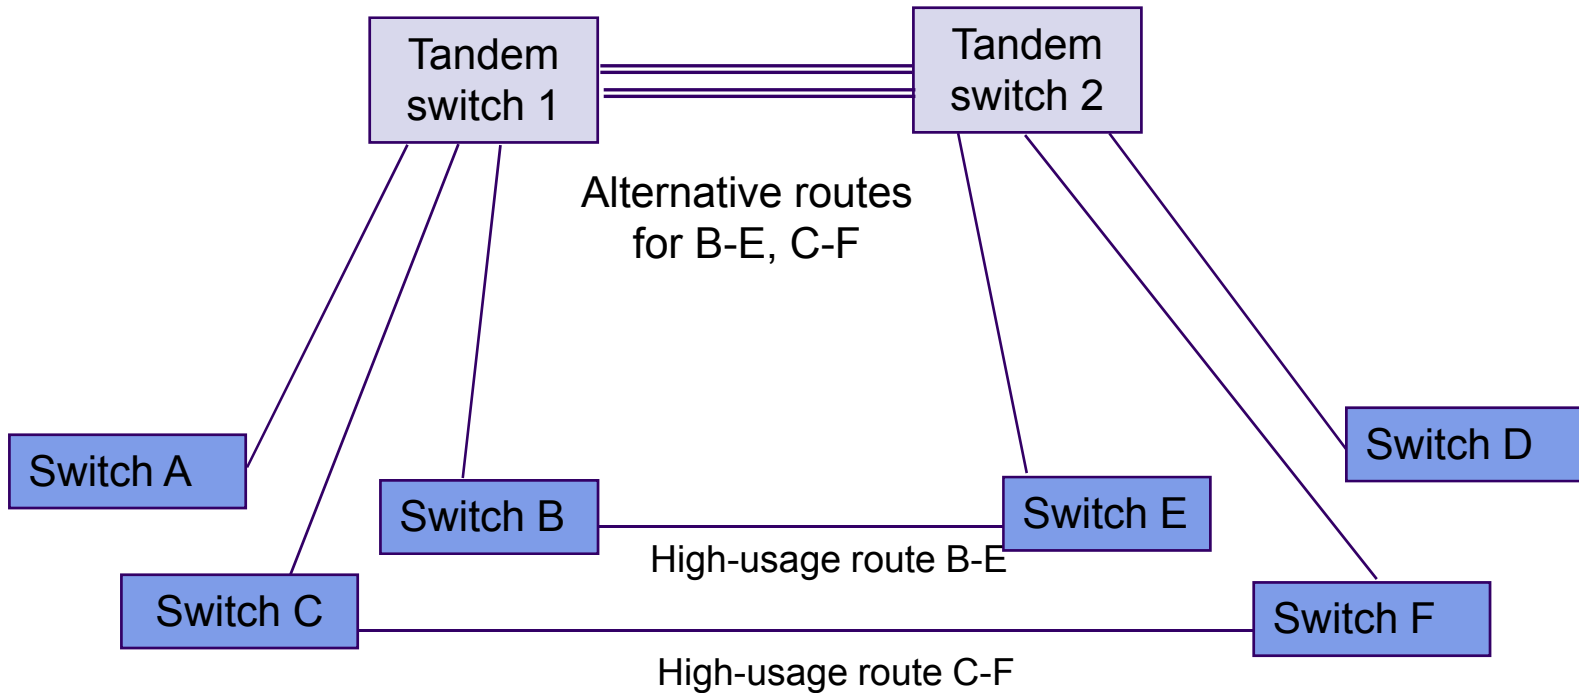 Tandem
switch 1
Tandem
switch 2
Alternative routes
for B-E, C-F
Switch A
Switch D
Switch B
Switch E
High-usage route B-E
Switch C
Switch F
High-usage route C-F